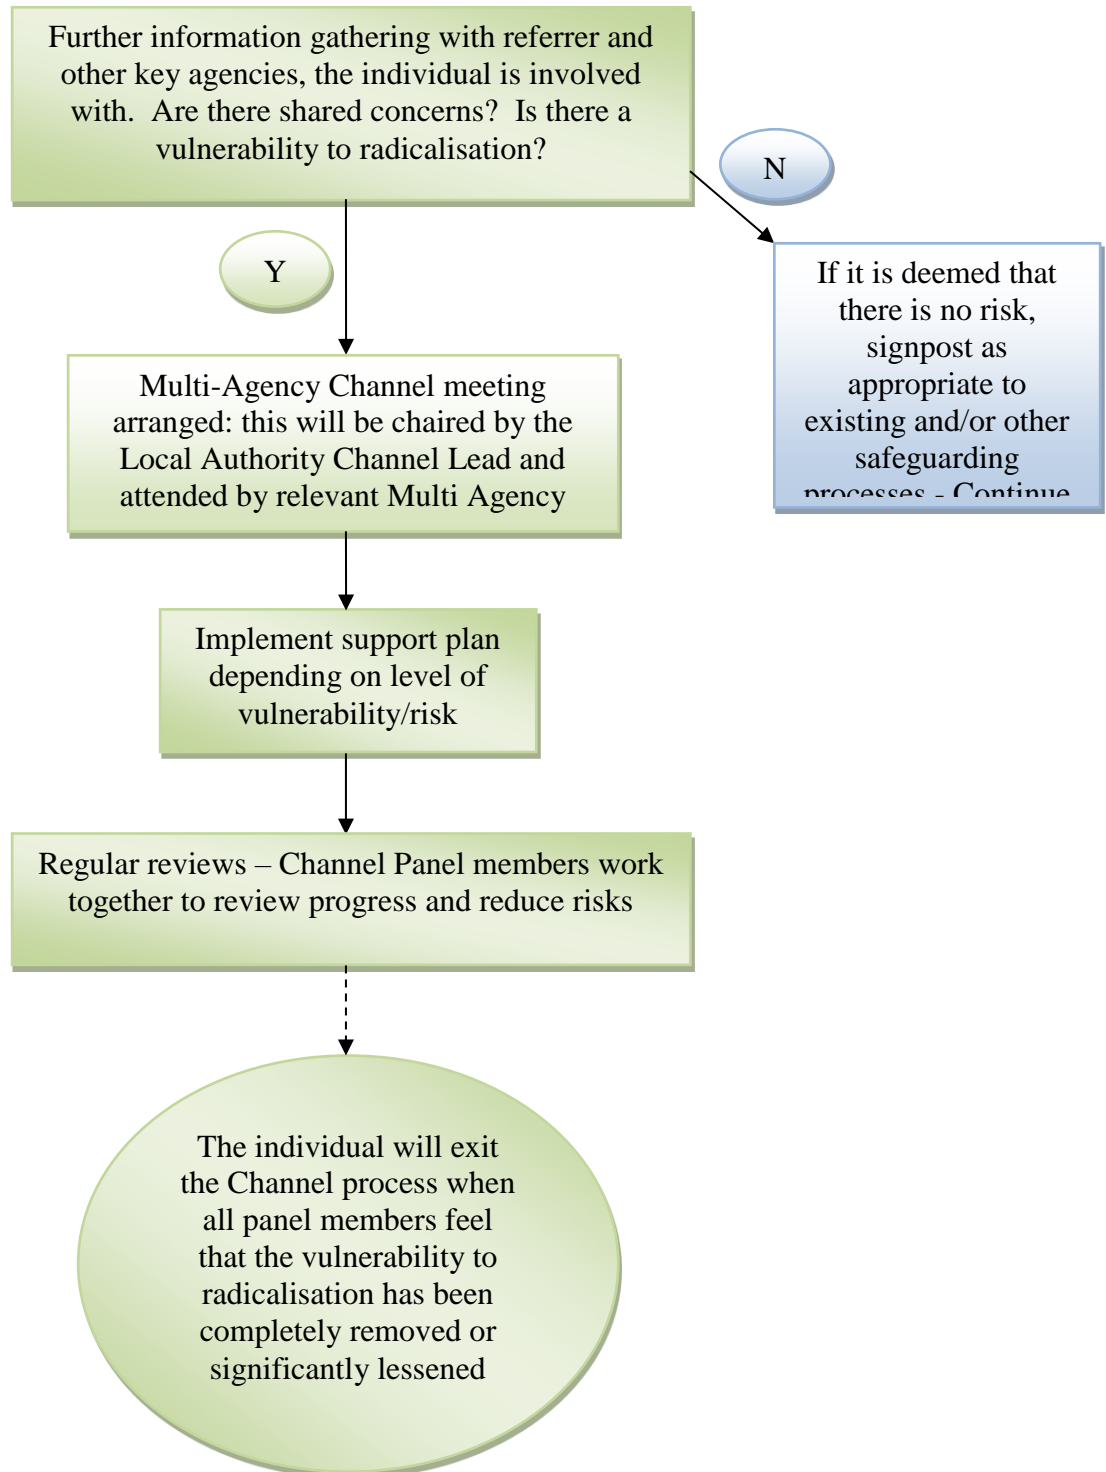 Further information gathering with referrer and
other key agencies, the individual is involved
with.  Are there shared concerns?  Is there a
vulnerability to radicalisation?
N
Y
If it is deemed that
there is no risk,
signpost as
appropriate to
existing and/or other
safeguarding
processes - Continue
Multi-Agency Channel meeting
arranged: this will be chaired by the
Local Authority Channel Lead and
attended by relevant Multi Agency
Implement support plan
depending on level of
vulnerability/risk
Regular reviews – Channel Panel members work
together to review progress and reduce risks
The individual will exit
the Channel process when
all panel members feel
that the vulnerability to
radicalisation has been
completely removed or
significantly lessened